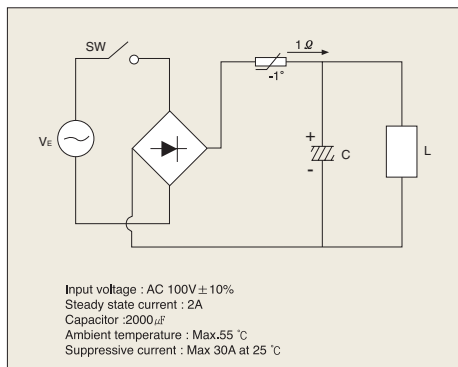 SW
1Ω
-1°
VE
+
-
C
L
Input voltage : AC 100V±10%
Steady state current : 2A
Capacitor :2000μF
Ambient temperature : Max.55 ℃
Suppressive current : Max 30A at 25 ℃